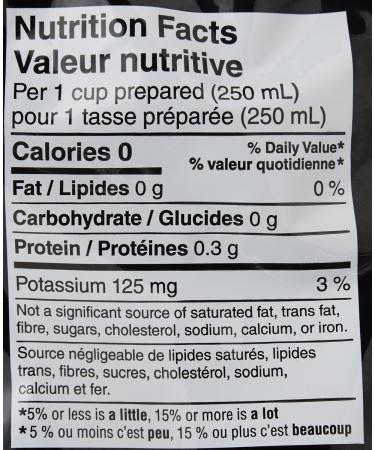 Nutrition Facts
Valeur nutritive
Per 1 cup prepared (250 mL)
pour 1 tasse préparée (250 mL)
Calories 0
% Daily Value*
% valeur quotidienne*
Fat / Lipides 0 g 0 %
Carbohydrate / Glucides 0 g
Protein / Protéines 0.3 g
Potassium 125 mg 3 %
Not a significant source of saturated fat, trans fat,
fibre, sugars, cholesterol, sodium, calcium, or iron.
Source négligeable de lipides saturés, lipides
trans, fibres, sucres, cholestérol, sodium,
calcium et fer.
*5% or less is a little, 15% or more is a lot
*5 % ou moins c'est peu, 15 % ou plus c'est beaucoup